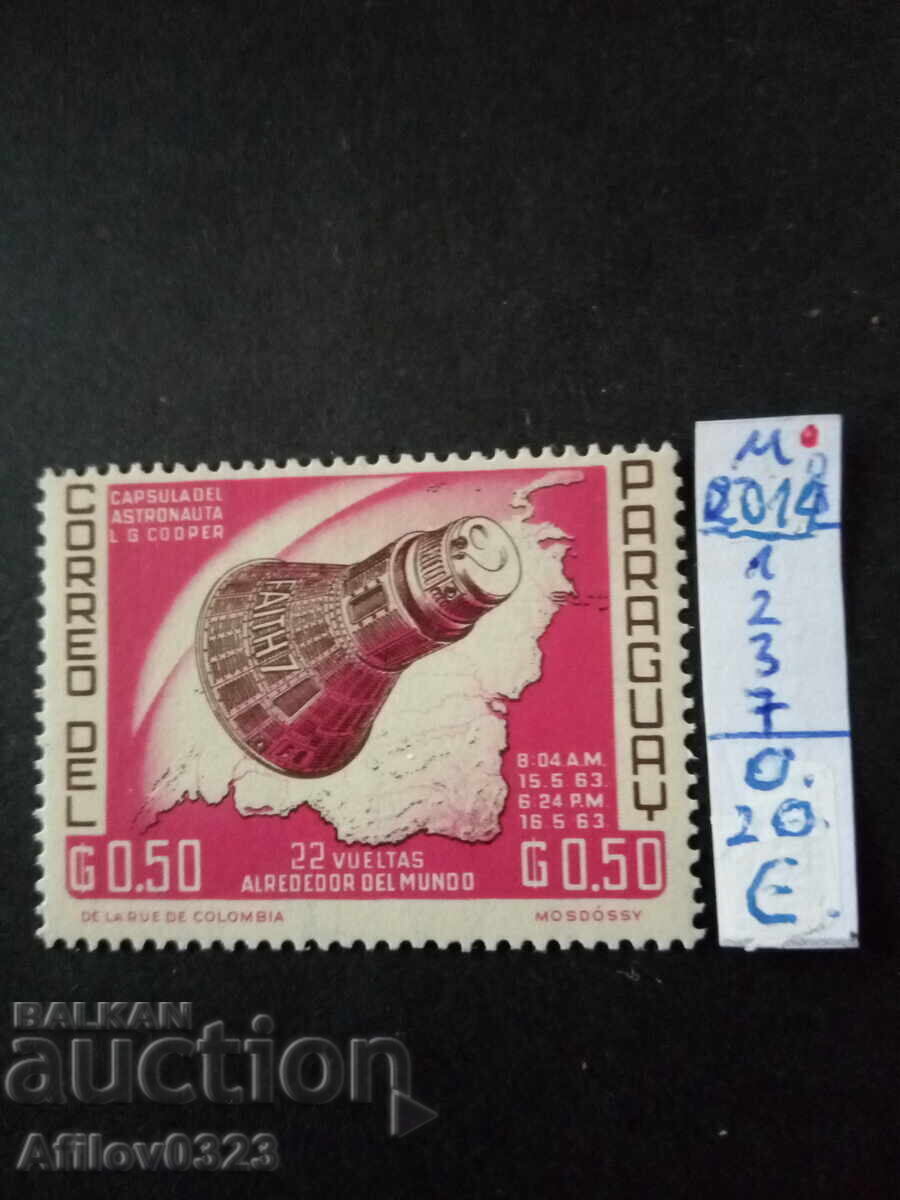 CORREO DEL
PARAGUAY
CAPSULA DEL
ASTRONAUTA
L G COOPER
FAITH 7
8:04 A.M.
15.5 63.
6:24 P.M.
16.5 63.
₲ 0.50
22 VUELTAS
ALREDEDOR DEL MUNDO
₲ 0.50
DE LA RUE DE COLOMBIA
MOSDÓSSY
1
2
3
7
0.
20.
€.
BALKAN
auction
Afilov0323